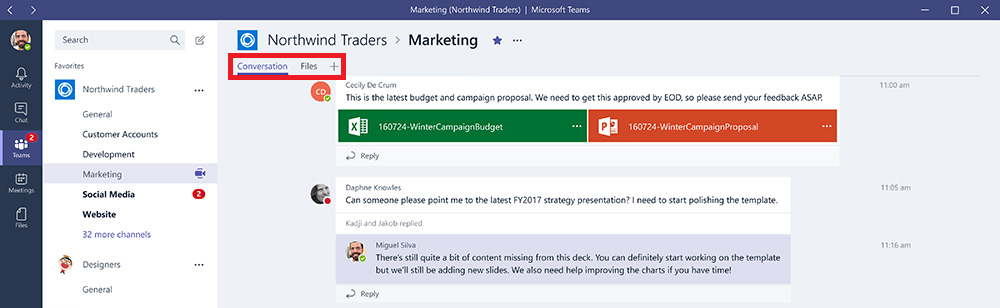 Marketing (Northwind Traders) | Microsoft Teams
Search
Northwind Traders > Marketing ...
Conversation Files +
Favorites
Activity
Northwind Traders ...
Cecily De Crum 11:00 am
CD
This is the latest budget and campaign proposal. We need to get this approved by EOD, so please send your feedback ASAP.
Chat
General
160724-WinterCampaignBudget ... 160724-WinterCampaignProposal ...
Customer Accounts
2
Teams
Development
Reply
Marketing
Meetings
Daphne Knowles 11:05 am
Social Media 2
Can someone please point me to the latest FY2017 strategy presentation? I need to start polishing the template.
Website
Files
Kadji and Jakob replied
32 more channels
Miguel Silva 11:16 am
There's still quite a bit of content missing from this deck. You can definitely start working on the template
but we'll still be adding new slides. We also need help improving the charts if you have time!
Designers ...
General
Reply